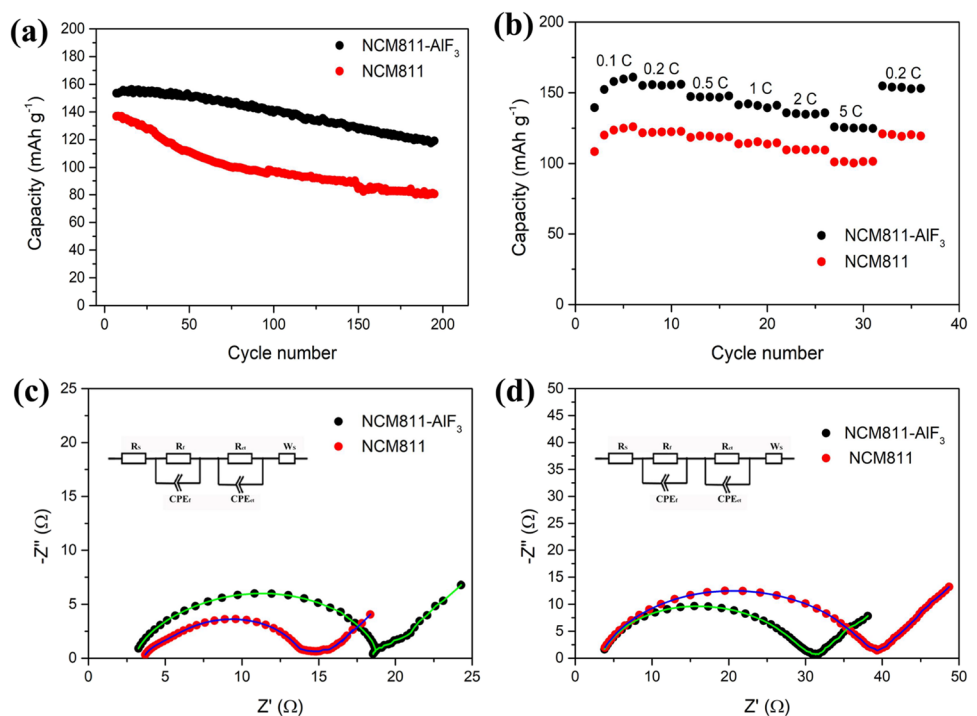 (a)
NCM811-AlF3
NCM811
Capacity (mAh g-1)
200
180
160
140
120
100
80
60
40
20
0
0 50 100 150 200
Cycle number
(b)
0.1 C
0.2 C
0.5 C
1 C
2 C
5 C
0.2 C
NCM811-AlF3
NCM811
Capacity (mAh g-1)
200
150
100
50
0
0 10 20 30 40
Cycle number
(c)
NCM811-AlF3
NCM811
Rs Rf Rct Ws
CPEf CPEct
-Z'' (Ω)
25
20
15
10
5
0
0 5 10 15 20 25
Z' (Ω)
(d)
NCM811-AlF3
NCM811
Rs Rf Rct Ws
CPEf CPEct
-Z'' (Ω)
50
45
40
35
30
25
20
15
10
5
0
0 10 20 30 40 50
Z' (Ω)